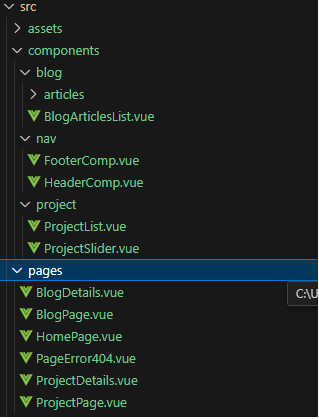 src
assets
components
blog
articles
BlogArticlesList.vue
nav
FooterComp.vue
HeaderComp.vue
project
ProjectList.vue
ProjectSlider.vue
pages
BlogDetails.vue
C:\U
BlogPage.vue
HomePage.vue
PageError404.vue
ProjectDetails.vue
ProjectPage.vue